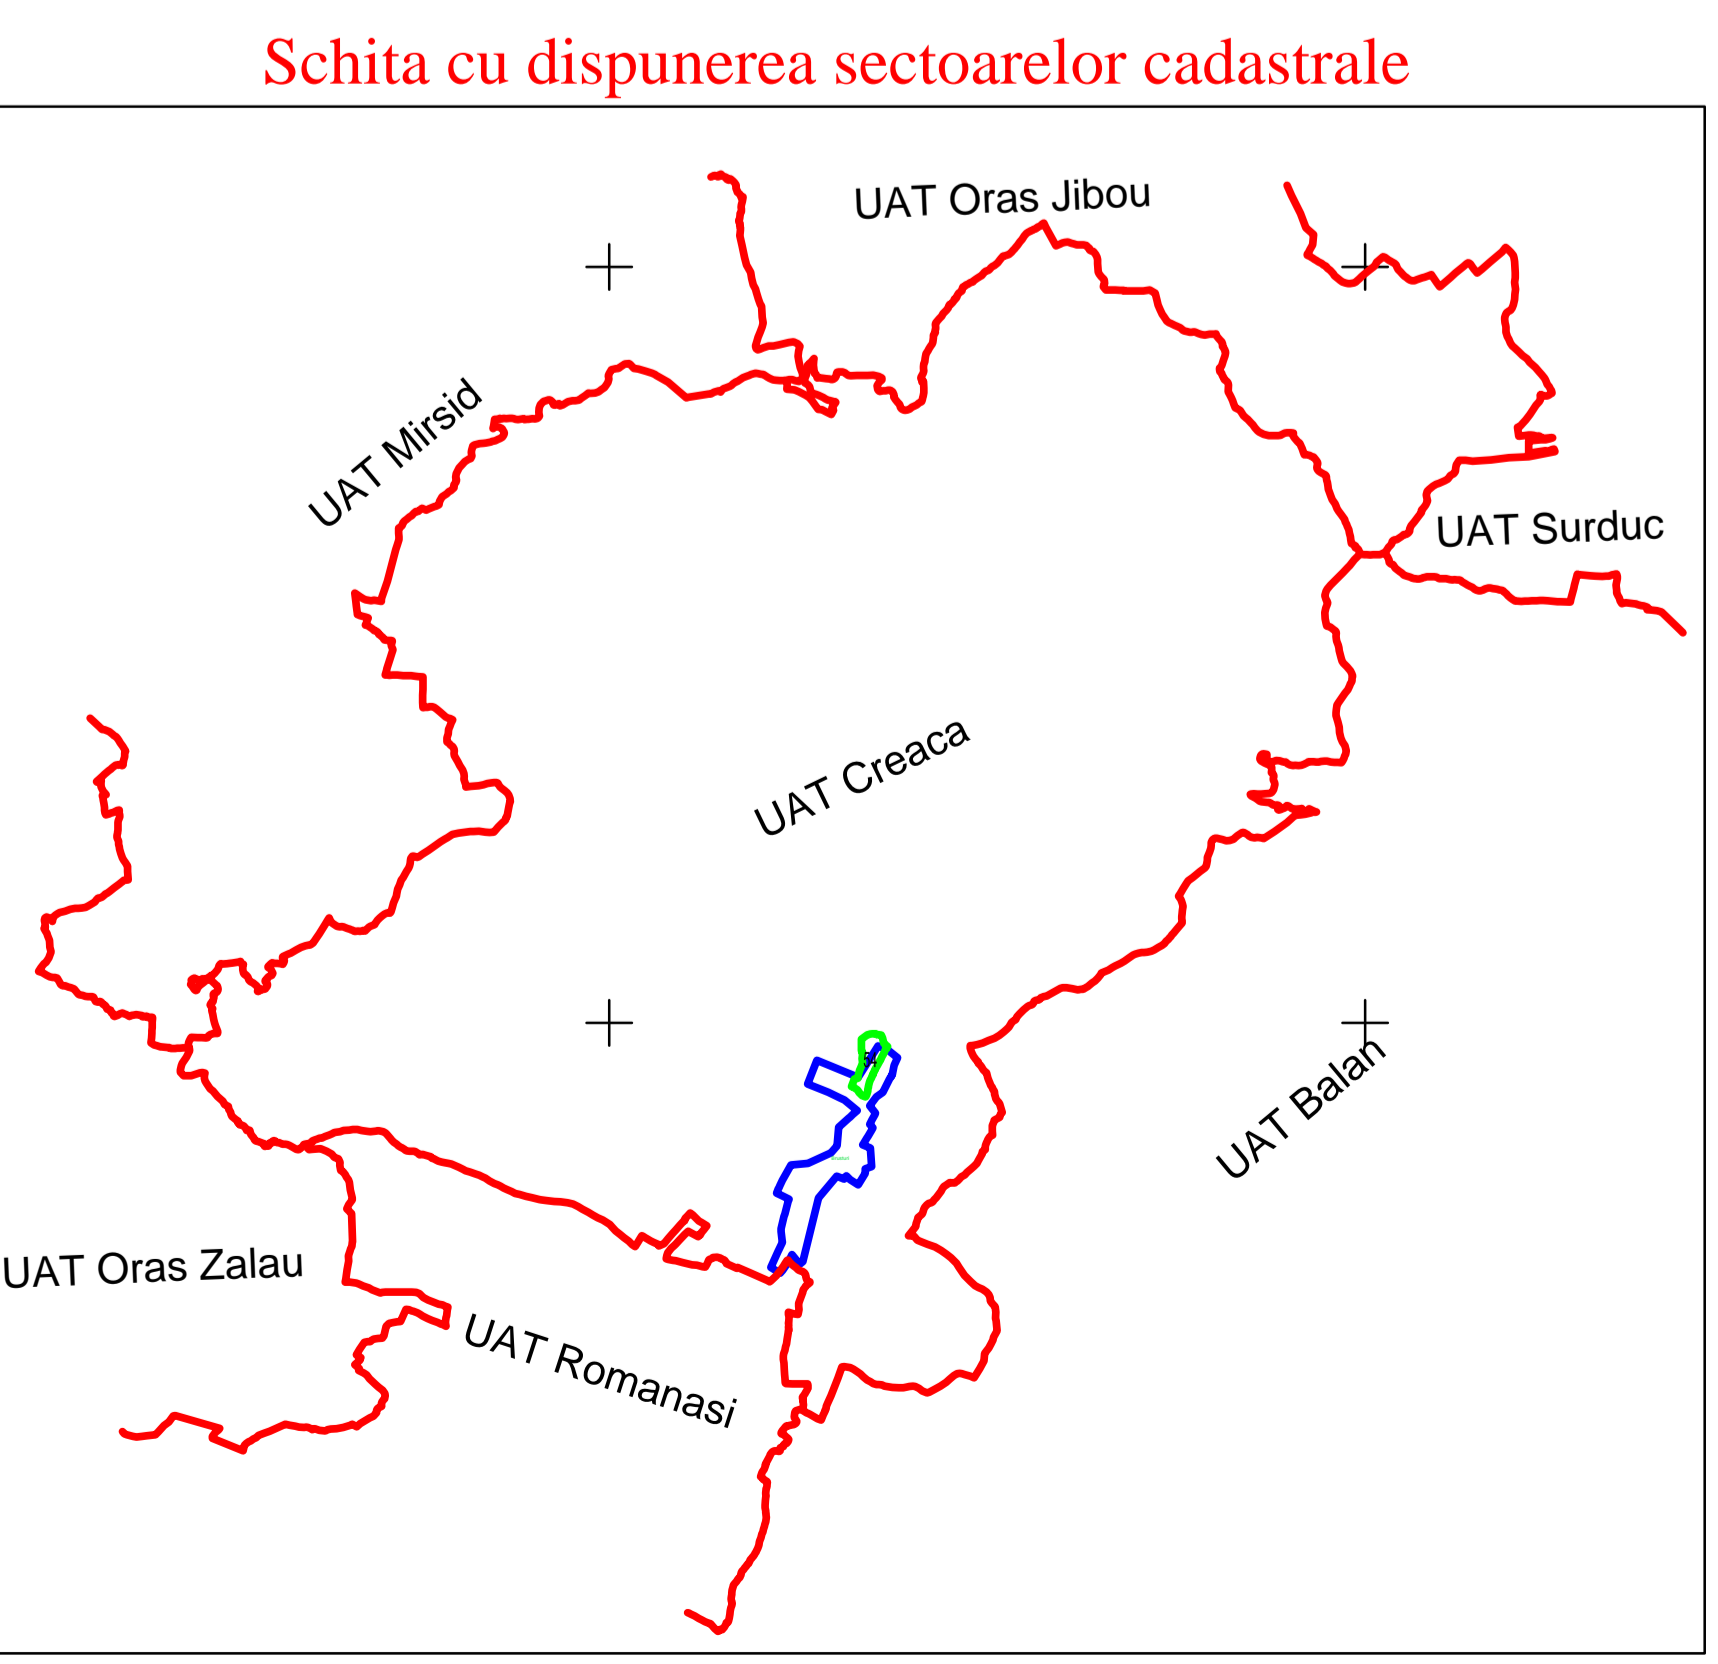 Schita cu dispunerea sectoarelor cadastrale
UAT Oras Jibou
UAT Mirsid
UAT Surduc
UAT Creaca
UAT Balan
UAT Oras Zalau
UAT Romanasi